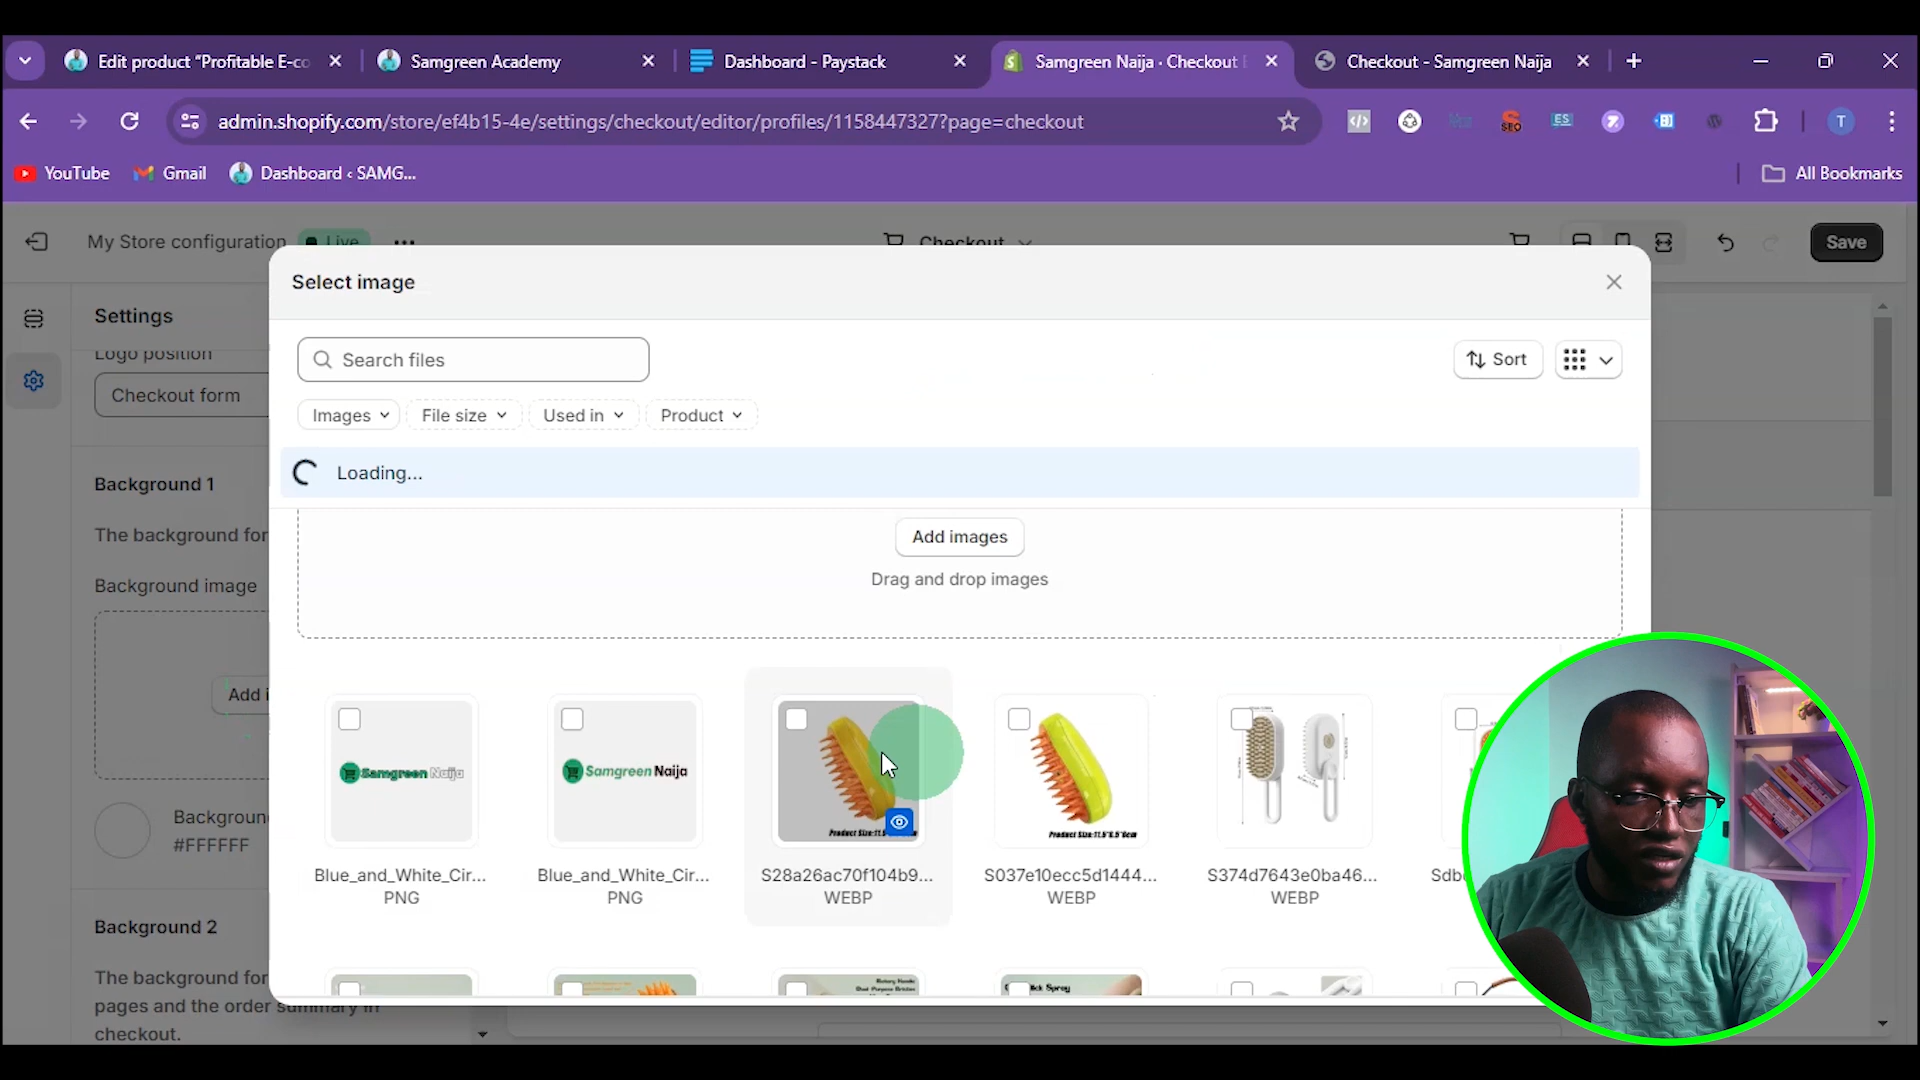 Edit product "Profitable E-co
Samgreen Academy
Dashboard - Paystack
Samgreen Naija · Checkout E
Checkout - Samgreen Naija
admin.shopify.com/store/ef4b15-4e/settings/checkout/editor/profiles/1158447327?page=checkout
SEO
ES
T
YouTube
Gmail
Dashboard ‹ SAMG...
All Bookmarks
My Store configuration
Live
Checkout
Save
Select image
Settings
Logo position
Search files
Sort
Checkout form
Images
File size
Used in
Product
Loading...
Background 1
The background for
Add images
Drag and drop images
Background image
Add i
Samgreen Naija
Samgreen Naija
Background
#FFFFFF
Blue_and_White_Cir...
PNG
Blue_and_White_Cir...
PNG
S28a26ac70f104b9...
WEBP
S037e10ecc5d1444...
WEBP
S374d7643e0ba46...
WEBP
Background 2
The background for
pages and the order summary in
checkout.